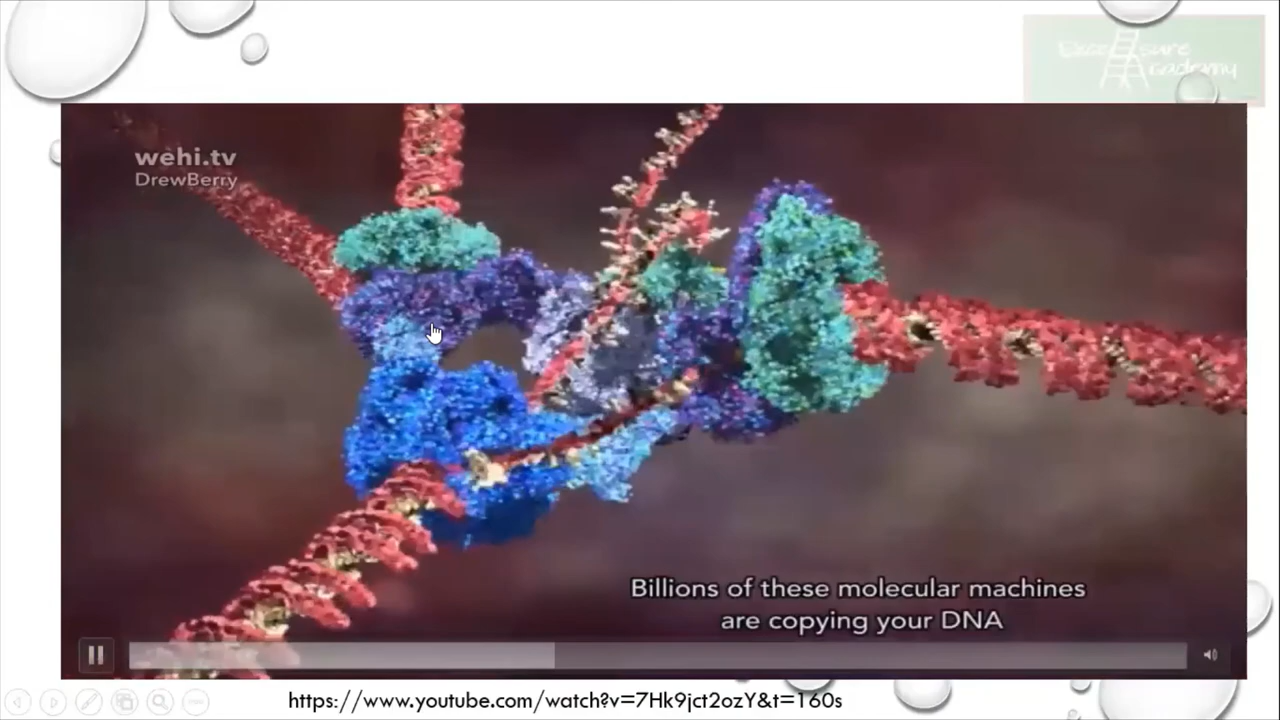 wehi.tv
DrewBerry
Billions of these molecular machines
are copying your DNA
https://www.youtube.com/watch?v=7Hk9jct2ozY&t=160s